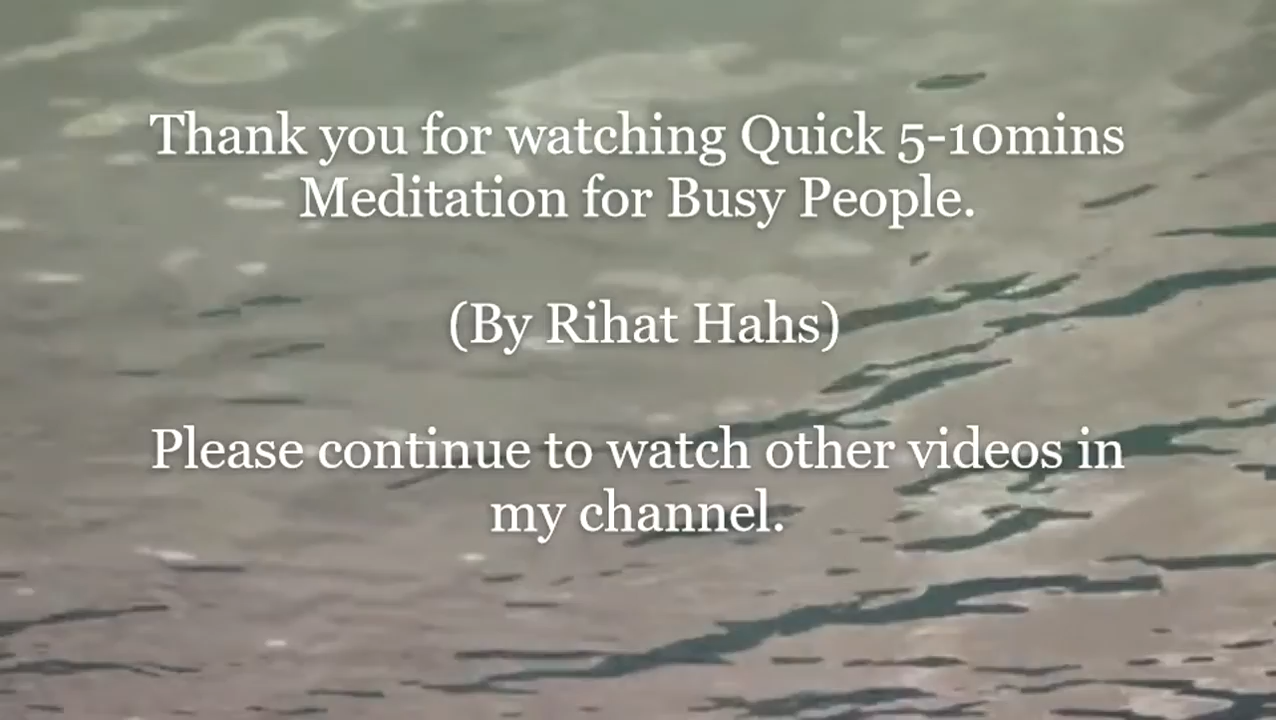 Thank you for watching Quick 5-10mins
Meditation for Busy People.
(By Rihat Hahs)
Please continue to watch other videos in
my channel.